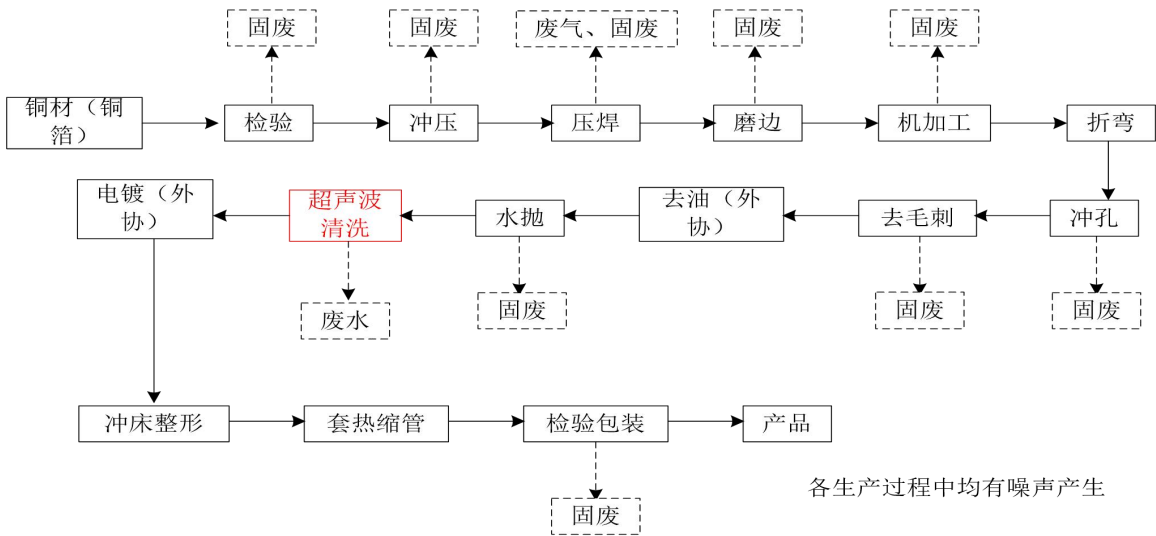 固废
固废
废气、固废
固废
固废
铜材（铜
箔）
检验
冲压
压焊
磨边
机加工
折弯
电镀（外
协）
超声波
清洗
水抛
去油（外
协）
去毛刺
冲孔
废水
固废
固废
固废
冲床整形
套热缩管
检验包装
产品
固废
各生产过程中均有噪声产生